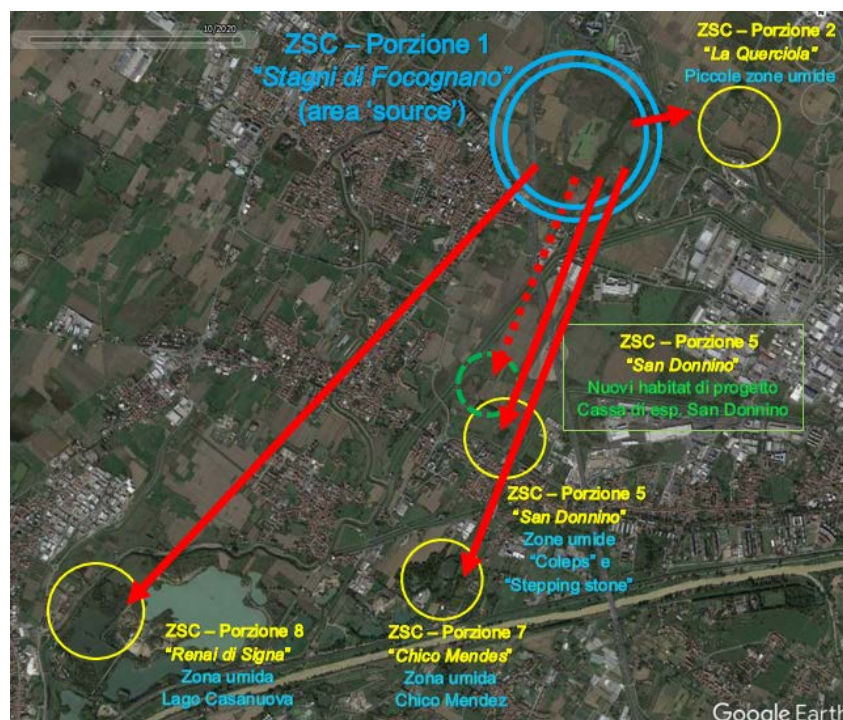 10/2020
N
ZSC – Porzione 1
"Stagni di Focognano"
(area 'source')
ZSC – Porzione 2
"La Querciola"
Piccole zone umide
ZSC – Porzione 5
"San Donnino"
Nuovi habitat di progetto
Cassa di esp. San Donnino
ZSC – Porzione 5
"San Donnino"
Zone umide
"Coleps" e
"Stepping stone"
ZSC – Porzione 8
"Renai di Signa"
Zona umida
Lago Casanuova
ZSC – Porzione 7
"Chico Mendes"
Zona umida
Chico Mendez
Google Earth